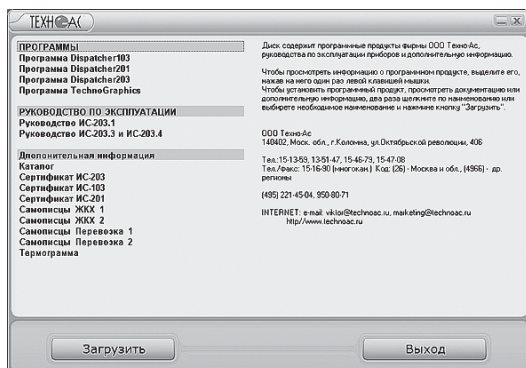 ТЕХНО-АС
ПРОГРАММЫ
Программа Dispatcher103
Программа Dispatcher201
Программа Dispatcher203
Программа TechnoGraphics
РУКОВОДСТВО ПО ЭКСПЛУАТАЦИИ
Руководство ИС-203.1
Руководство ИС-203.3 и ИС-203.4
Дополнительная информация
Каталог
Сертификат ИС-203
Сертификат ИС-103
Сертификат ИС-201
Самописцы ЖКХ 1
Самописцы ЖКХ 2
Самописцы Перевозка 1
Самописцы Перевозка 2
Термограмма
Диск содержит программные продукты фирмы ООО Техно-Ас,
руководства по эксплуатации приборов и дополнительную информацию.
Чтобы просмотреть информацию о программном продукте, выделите его,
нажав на него один раз левой клавишей мышки.
Чтобы установить программный продукт, просмотреть документацию или
дополнительную информацию, два раза щелкните по наименованию или
выбирете необходимое наименование и нажмите кнопку "Загрузить".
ООО Техно-Ас
140402, Моск. обл., г.Коломна, ул.Октябрьской революции, 406
Тел.:15-13-59, 13-51-47, 15-46-79, 15-47-08
Тел./факс: 15-16-90 (многокан.) Код: (26) - Москва и обл., (4966) - др.
регионы
(495) 221-45-04, 950-80-71
INTERNET: e-mail: viktor@technoac.ru, marketing@technoac.ru
http//www.technoac.ru
Загрузить
Выход